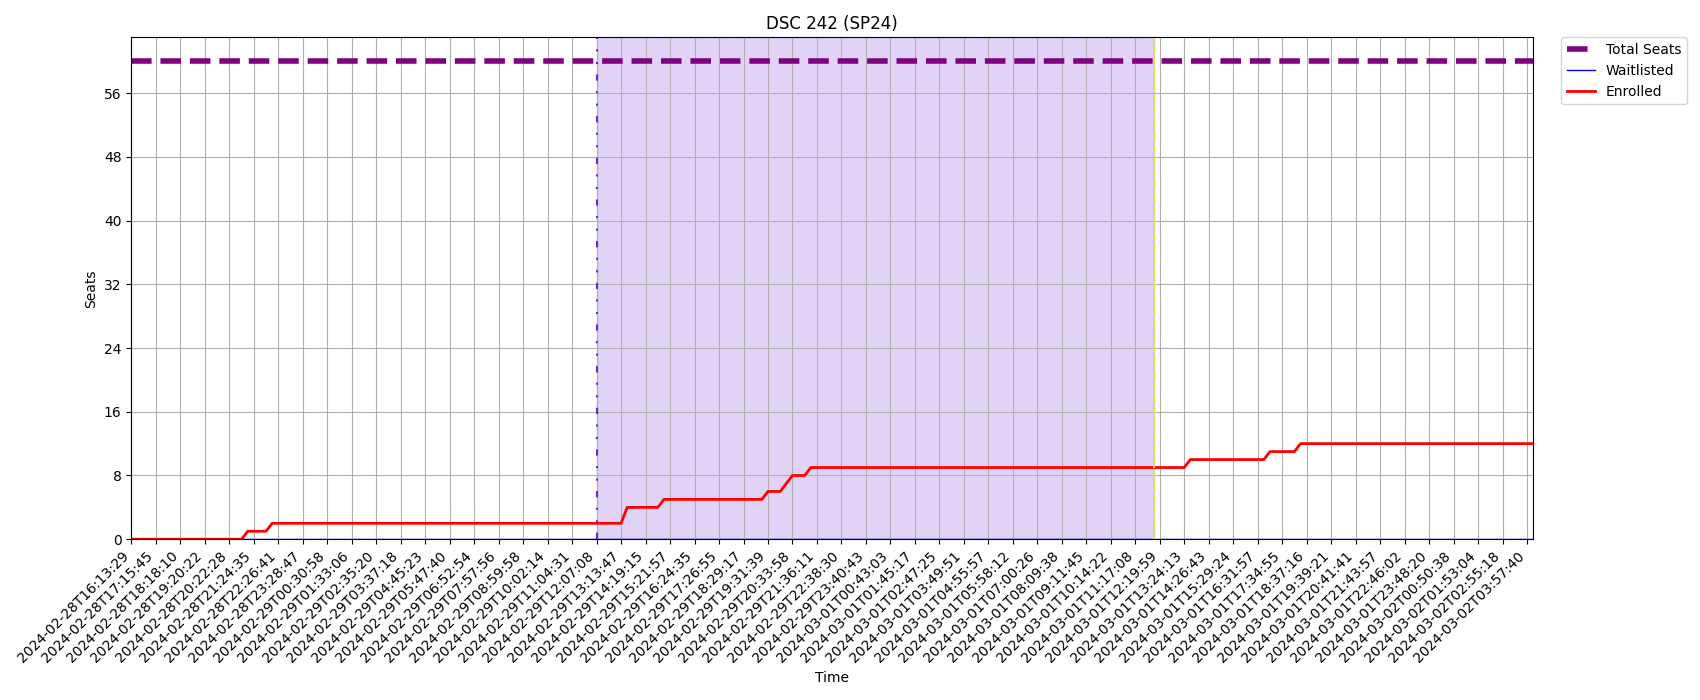 DSC 242 (SP24)
Total Seats
Waitlisted
Enrolled
Seats
56
48
40
32
24
16
8
0
2024-02-28T16:13:29
2024-02-28T17:15:45
2024-02-28T18:18:10
2024-02-28T19:20:22
2024-02-28T20:22:28
2024-02-28T21:24:35
2024-02-28T22:26:41
2024-02-28T23:28:47
2024-02-29T00:30:58
2024-02-29T01:33:06
2024-02-29T02:35:20
2024-02-29T03:37:18
2024-02-29T04:45:23
2024-02-29T05:47:40
2024-02-29T06:52:54
2024-02-29T07:57:56
2024-02-29T08:59:58
2024-02-29T10:02:14
2024-02-29T11:04:31
2024-02-29T12:07:08
2024-02-29T13:13:47
2024-02-29T14:19:15
2024-02-29T15:21:57
2024-02-29T16:24:35
2024-02-29T17:26:55
2024-02-29T18:29:17
2024-02-29T19:31:39
2024-02-29T20:33:58
2024-02-29T21:36:11
2024-02-29T22:38:30
2024-02-29T23:40:43
2024-03-01T00:43:03
2024-03-01T01:45:17
2024-03-01T02:47:25
2024-03-01T03:49:51
2024-03-01T04:55:57
2024-03-01T05:58:12
2024-03-01T07:00:26
2024-03-01T08:09:38
2024-03-01T09:11:45
2024-03-01T10:14:22
2024-03-01T11:17:08
2024-03-01T12:19:59
2024-03-01T13:24:13
2024-03-01T14:26:43
2024-03-01T15:29:24
2024-03-01T16:31:57
2024-03-01T17:34:55
2024-03-01T18:37:16
2024-03-01T19:39:21
2024-03-01T20:41:41
2024-03-01T21:43:57
2024-03-01T22:46:02
2024-03-01T23:48:20
2024-03-02T00:50:38
2024-03-02T01:53:04
2024-03-02T02:55:18
2024-03-02T03:57:40
Time